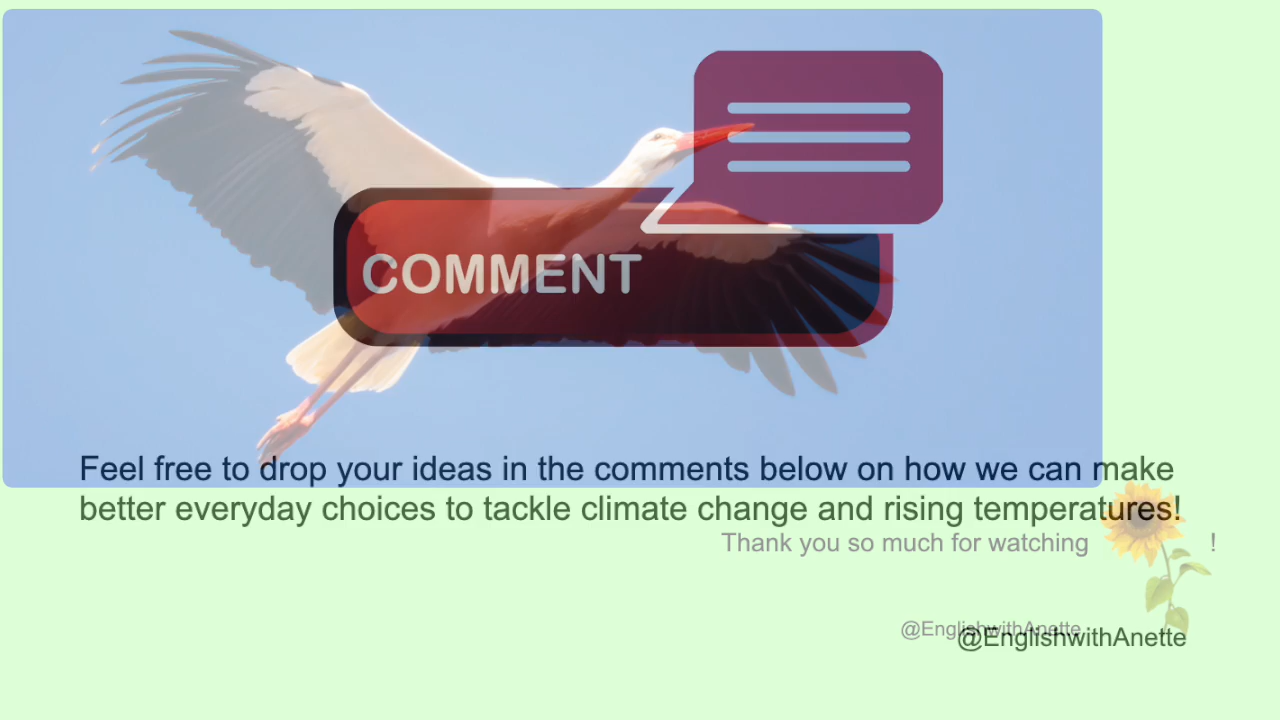 COMMENT
Feel free to drop your ideas in the comments below on how we can make
better everyday choices to tackle climate change and rising temperatures!
Thank you so much for watching !
@EnglishwithAnette
@EnglishwithAnette